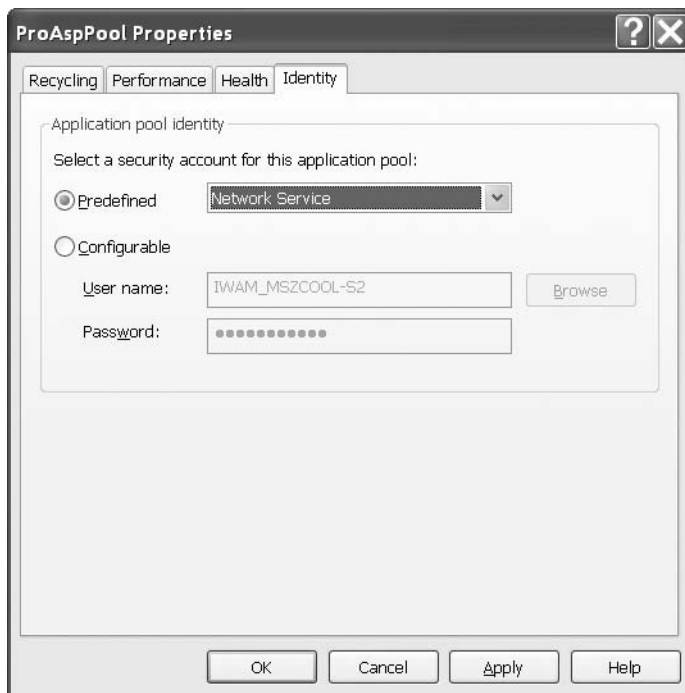 ProAspPool Properties
Recycling Performance Health Identity
Application pool identity
Select a security account for this application pool:
Predefined Network Service
Configurable
User name: IWAM_MSZCOOL-S2 Browse
Password: ●●●●●●●●●●●
OK Cancel Apply Help